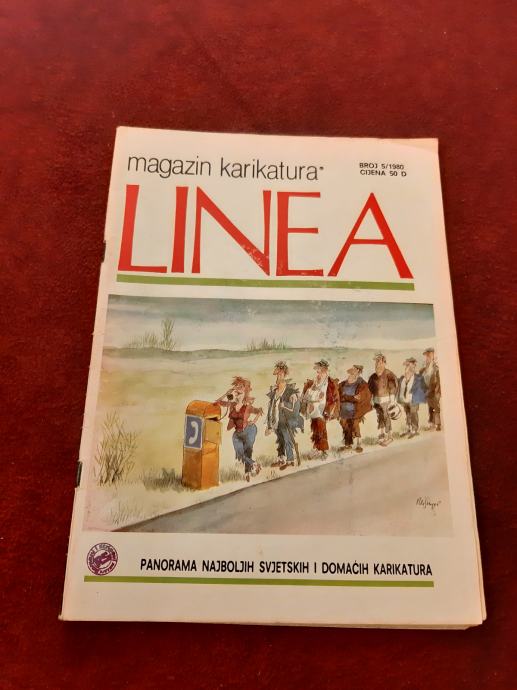 magazin karikatura
BROJ 5/1980
CIJENA 50 D
LINEA
PANORAMA NAJBOLJIH SVJETSKIH I DOMAĆIH KARIKATURA